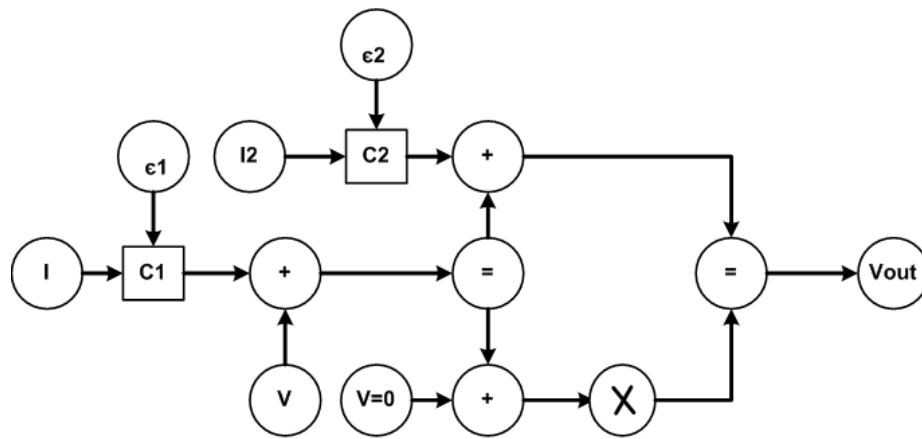 ϵ2
ϵ1
I2
C2
+
I
C1
+
=
=
Vout
V
V=0
+
X